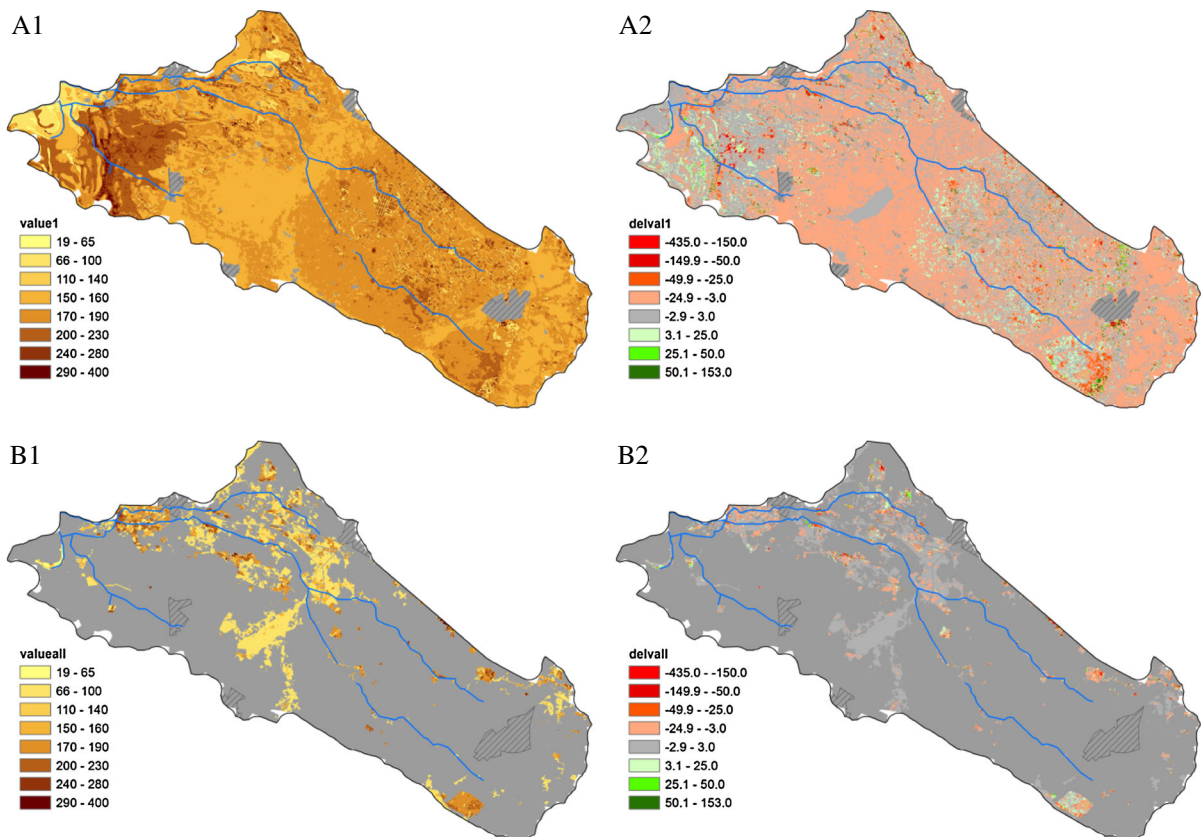 A1
value1
19 - 65
66 - 100
110 - 140
150 - 160
170 - 190
200 - 230
240 - 280
290 - 400
A2
delval1
-435.0 - -150.0
-149.9 - -50.0
-49.9 - -25.0
-24.9 - -3.0
-2.9 - 3.0
3.1 - 25.0
25.1 - 50.0
50.1 - 153.0
B1
valueall
19 - 65
66 - 100
110 - 140
150 - 160
170 - 190
200 - 230
240 - 280
290 - 400
B2
delvall
-435.0 - -150.0
-149.9 - -50.0
-49.9 - -25.0
-24.9 - -3.0
-2.9 - 3.0
3.1 - 25.0
25.1 - 50.0
50.1 - 153.0